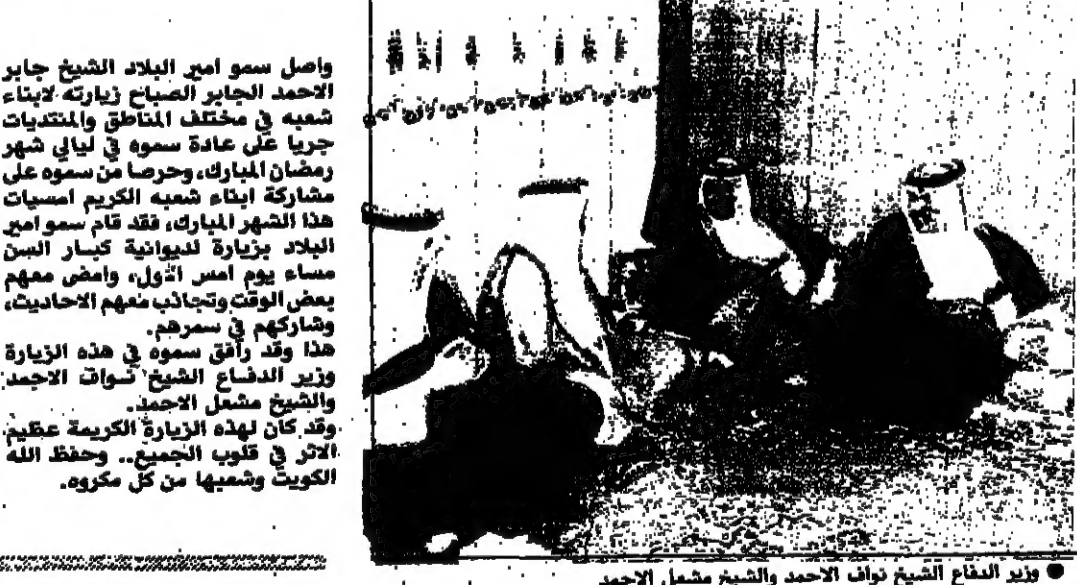 واصل سمو امير البلاد الشيخ جابر
الاحمد الجابر الصباح زيارته لابناء
شعبه في مختلف المناطق والمنتديات
جريا على عادة سموه في ليالي شهر
رمضان المبارك، وحرصا من سموه على
مشاركة ابناء شعبه الكريم امسيات
هذا الشهر المبارك، فقد قام سمو امير
البلاد بزيارة لديوانية كبار السن
مساء يوم امس الأول، وامضى معهم
بعض الوقت وتجاذب معهم الاحاديث،
وشاركهم في سمرهم.
هذا وقد رافق سموه في هذه الزيارة
وزير الدفاع الشيخ نواف الاحمد
والشيخ مشعل الاحمد.
وقد كان لهذه الزيارة الكريمة عظيم
الاثر في قلوب الجميع.. وحفظ الله
الكويت وشعبها من كل مكروه.
● وزير الدفاع الشيخ نواف الاحمد والشيخ مشعل الاحمد